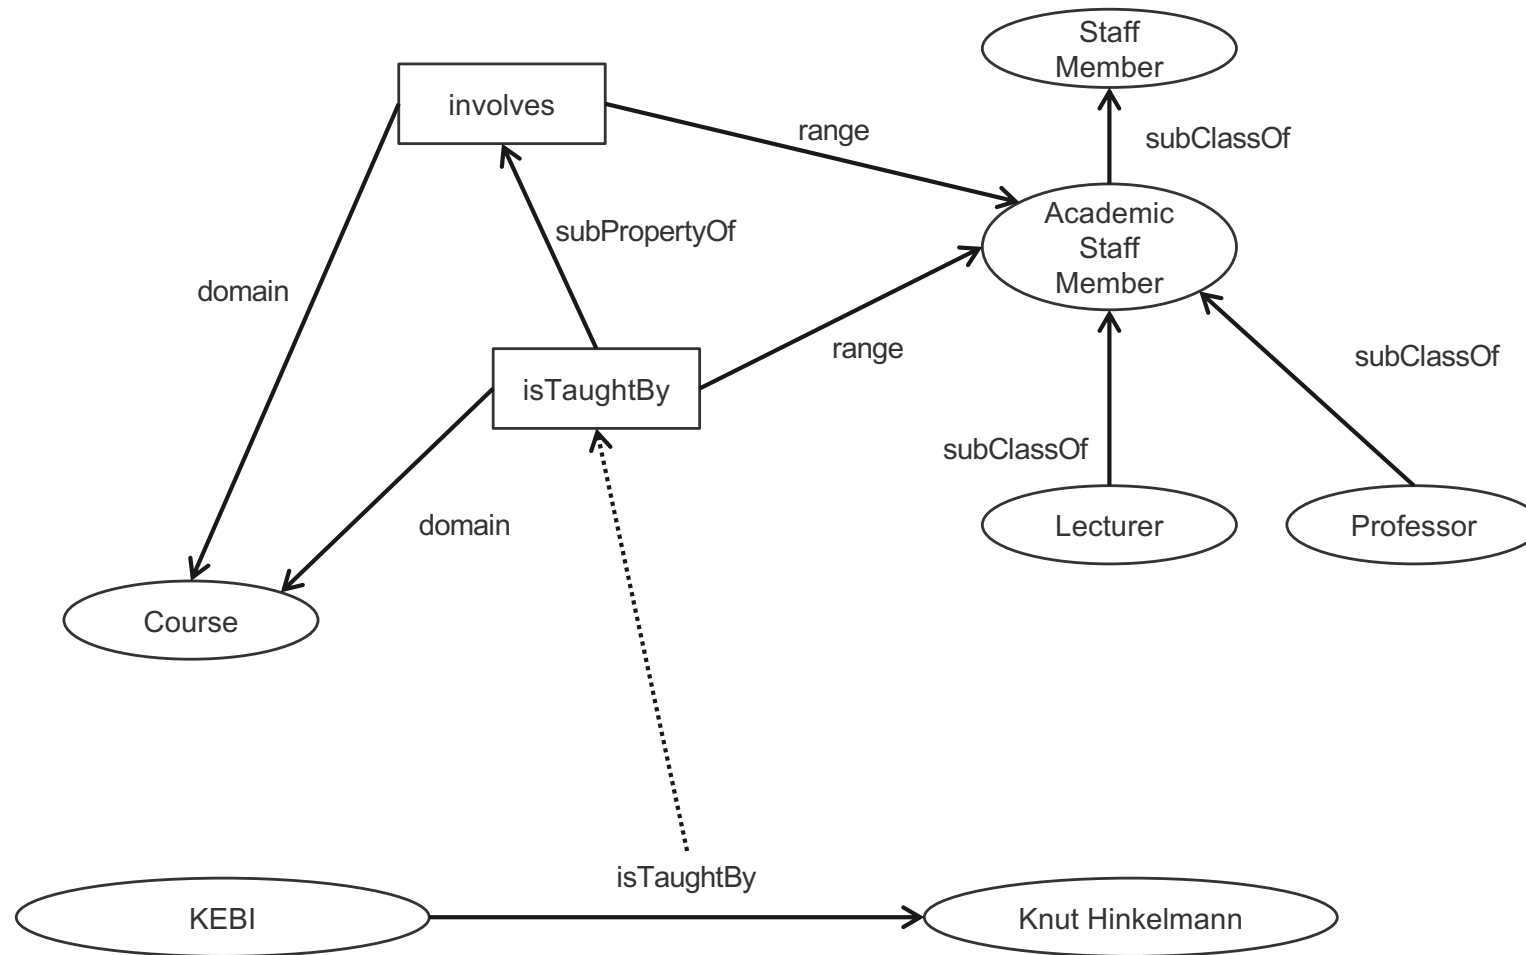 Staff
Member
involves
range
subClassOf
Academic
Staff
Member
subPropertyOf
domain
range
subClassOf
isTaughtBy
subClassOf
domain
Lecturer
Professor
Course
isTaughtBy
KEBI
Knut Hinkelmann